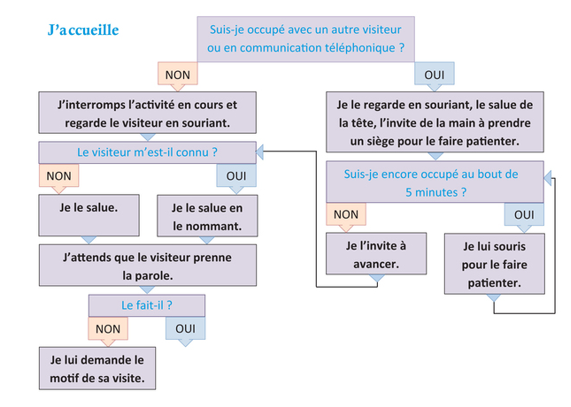 J'accueille
Suis-je occupé avec un autre visiteur
ou en communication téléphonique ?
NON
OUI
J'interromps l'activité en cours et
regarde le visiteur en souriant.
Je le regarde en souriant, le salue de
la tête, l'invite de la main à prendre
un siège pour le faire patienter.
Le visiteur m'est-il connu ?
NON
OUI
Suis-je encore occupé au bout de
5 minutes ?
NON
OUI
Je le salue.
Je le salue en
le nommant.
Je l'invite à
avancer.
Je lui souris
pour le faire
patienter.
J'attends que le visiteur prenne
la parole.
Le fait-il ?
NON
OUI
Je lui demande le
motif de sa visite.